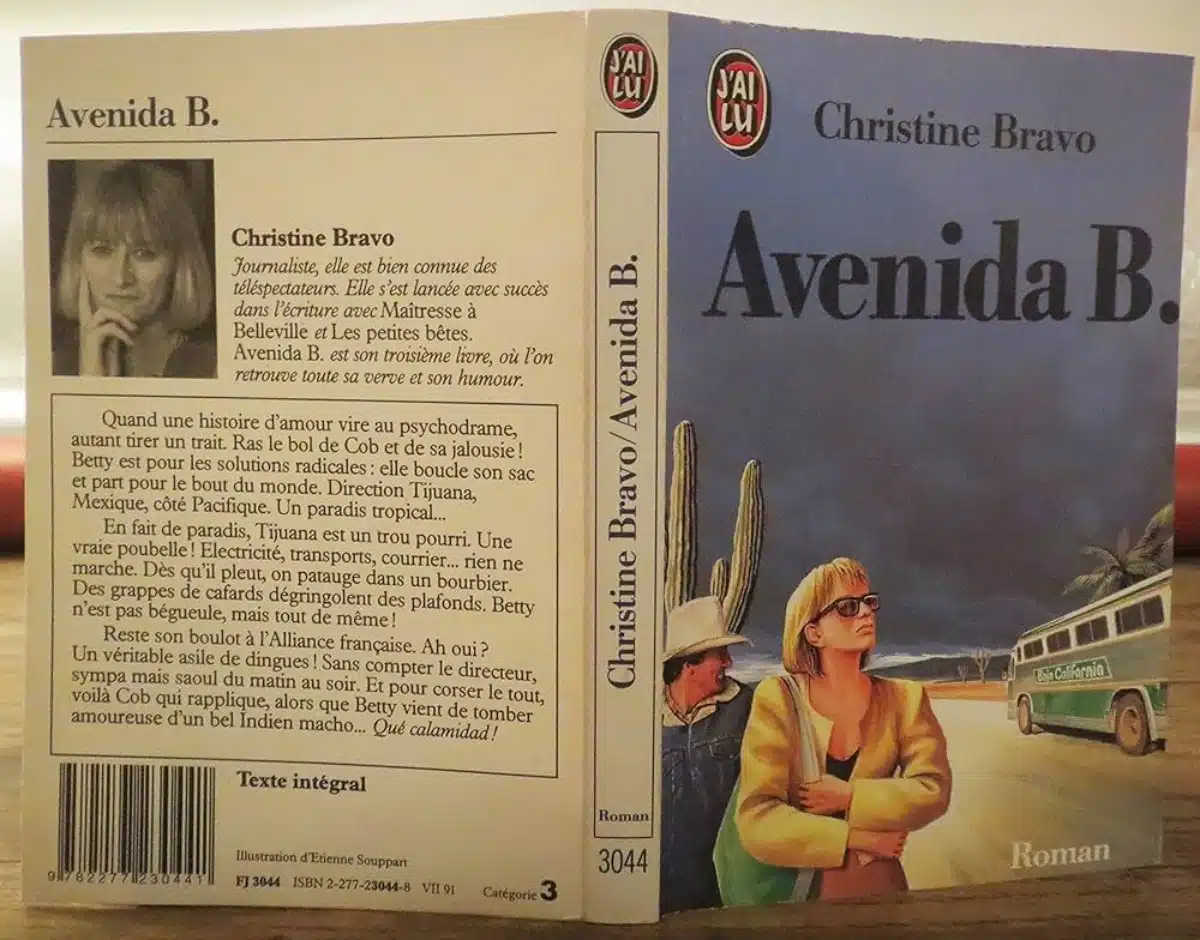 Avenida B.
Christine Bravo
Journaliste, elle est bien connue des
téléspectateurs. Elle s'est lancée avec succès
dans l'écriture avec Maîtresse à
Belleville et Les petites bêtes.
Avenida B. est son troisième livre, où l'on
retrouve toute sa verve et son humour.
Quand une histoire d'amour vire au psychodrame,
autant tirer un trait. Ras le bol de Cob et de sa jalousie !
Betty est pour les solutions radicales : elle boucle son sac
et part pour le bout du monde. Direction Tijuana,
Mexique, côté Pacifique. Un paradis tropical...
En fait de paradis, Tijuana est un trou pourri. Une
vraie poubelle ! Electricité, transports, courrier... rien ne
marche. Dès qu'il pleut, on patauge dans un bourbier.
Des grappes de cafards dégringolent des plafonds. Betty
n'est pas bégueule, mais tout de même !
Reste son boulot à l'Alliance française. Ah oui ?
Un véritable asile de dingues ! Sans compter le directeur,
sympa mais saoul du matin au soir. Et pour corser le tout,
voilà Cob qui rapplique, alors que Betty vient de tomber
amoureuse d'un bel Indien macho... Qué calamidad !
Texte intégral
Illustration d'Etienne Souppart
9 782277 230441
FJ 3044 ISBN 2-277-23044-8 VII 91 Catégorie 3
J'AI
LU
Christine Bravo/Avenida B.
Roman
3044
J'AI
LU
Christine Bravo
Avenida B.
Baja California
Roman